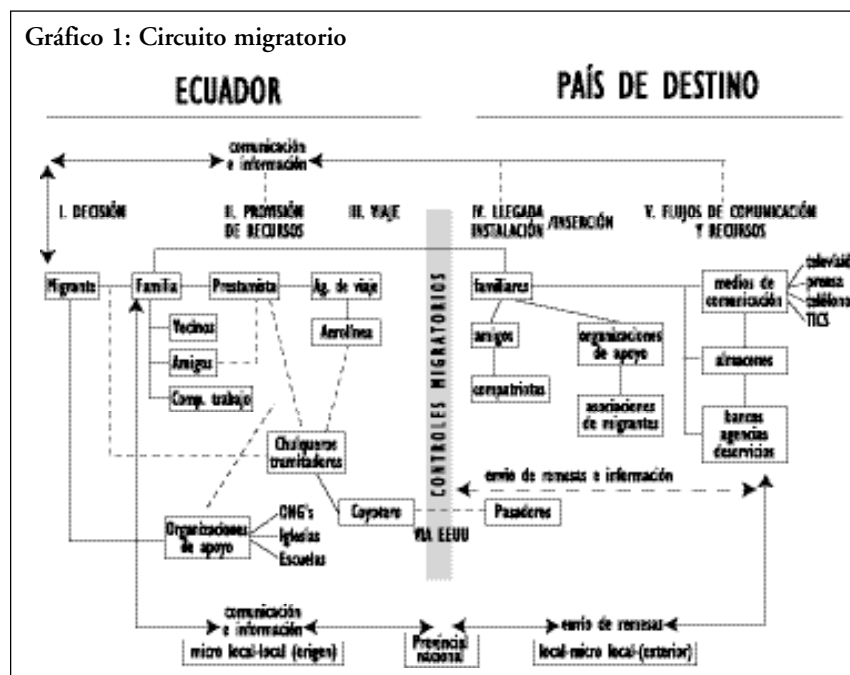 Gráfico 1: Circuito migratorio
ECUADOR
PAÍS DE DESTINO
comunicación
e información
I. DECISIÓN
II. PROVISIÓN
DE RECURSOS
III. VIAJE
IV. LLEGADA
INSTALACIÓN
/INSERCIÓN
V. FLUJOS DE COMUNICACIÓN
Y RECURSOS
Migrante
Familia
Prestamista
Ag. de viaje
familiares
medios de
comunicación
televisió
prensa
teléfono
TICS
Vecinos
Aerolínea
Amigos
Comp. trabajo
CONTROLES MIGRATORIOS
amigos
compatriotas
organizaciones
de apoyo
almacenes
asociaciones
de migrantes
bancos
agencias
deservicios
Chulqueros
tramitadores
envío de remesas e información
Coyotero
Pasadores
VIA EEUU
Organizaciones
de apoyo
ONG's
Iglesias
Escuelas
comunicación
e información
envío de remesas
micro local-local (origen)
Provincial
nacional
local-micro local-(exterior)